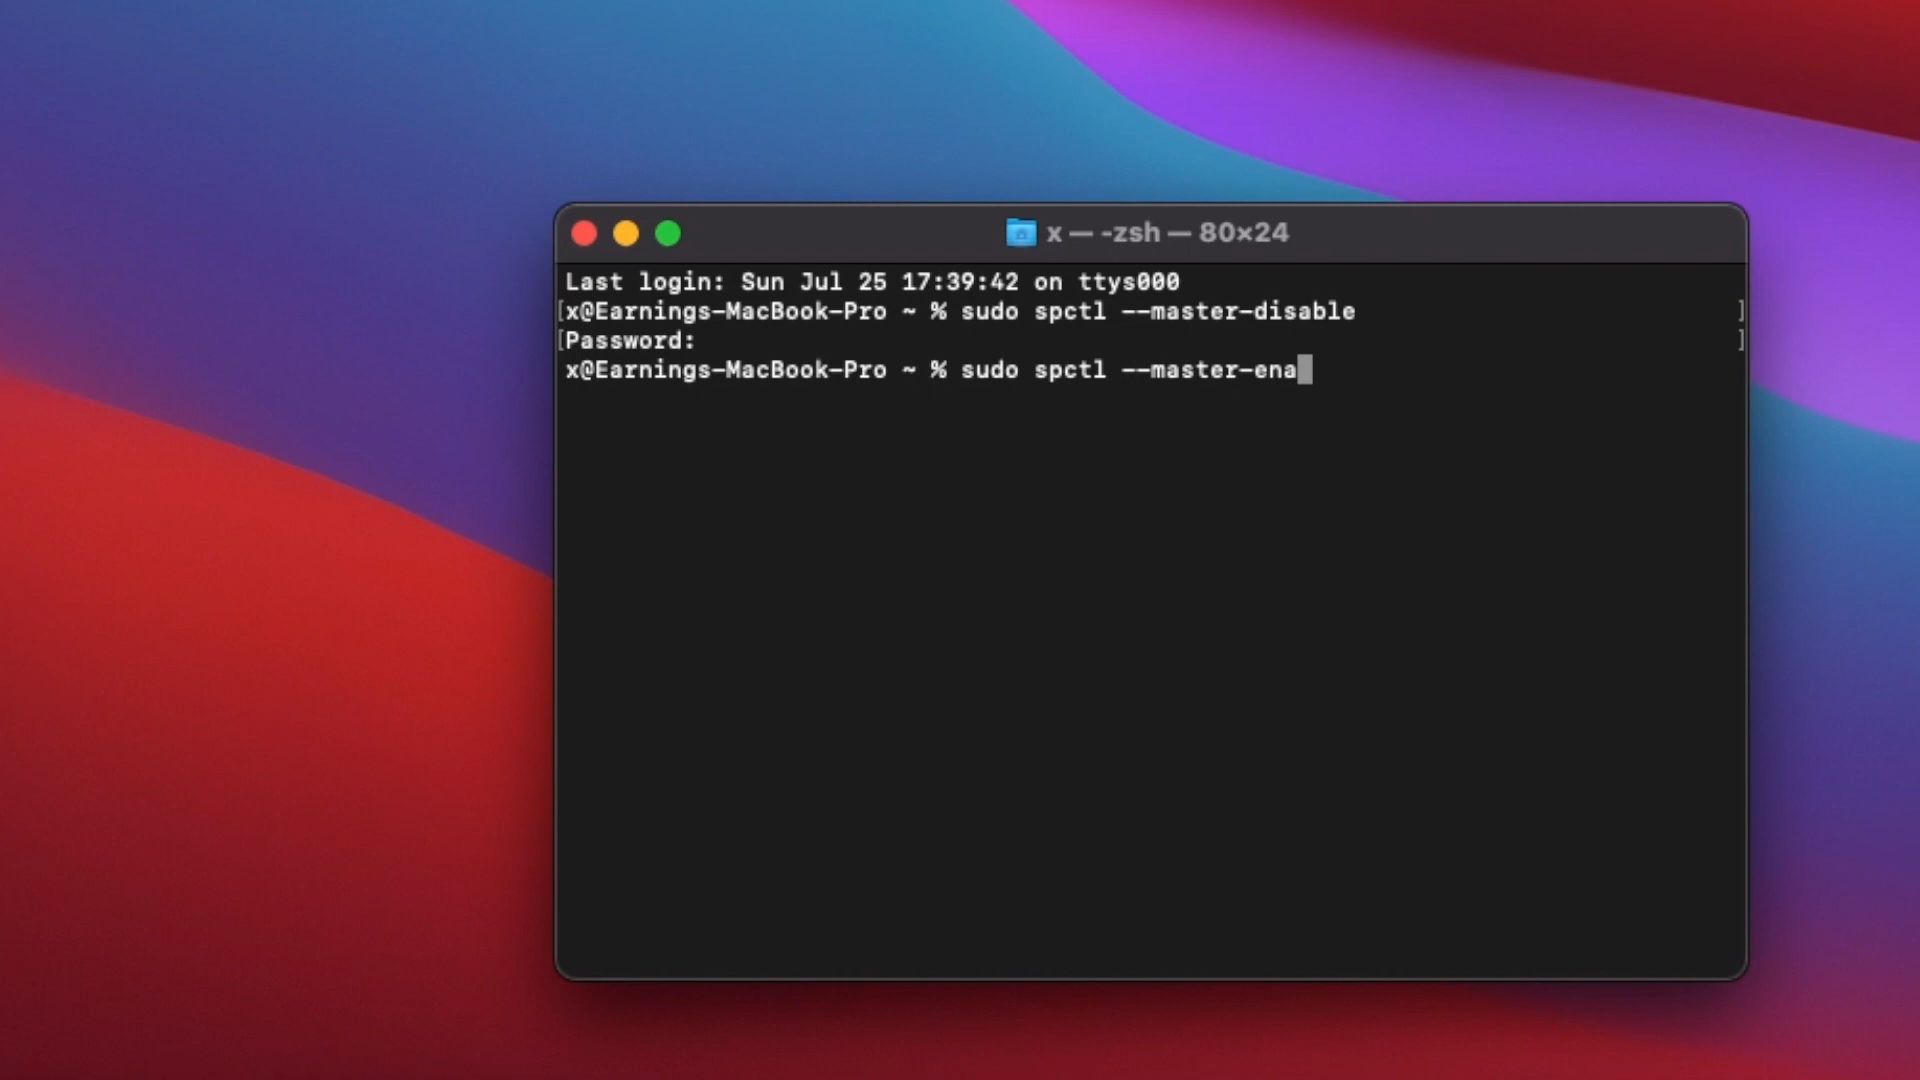 x — -zsh — 80×24
Last login: Sun Jul 25 17:39:42 on ttys000
[x@Earnings-MacBook-Pro ~ % sudo spctl --master-disable ]
[Password: ]
x@Earnings-MacBook-Pro ~ % sudo spctl --master-ena